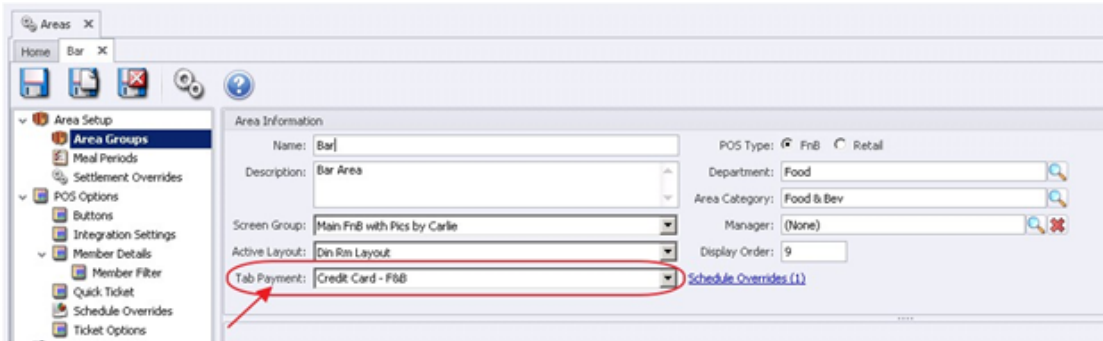 Areas X
Home Bar X
Area Setup
Area Groups
Meal Periods
Settlement Overrides
POS Options
Buttons
Integration Settings
Member Details
Member Filter
Quick Ticket
Schedule Overrides
Ticket Options
Area Information
Name: Bar
POS Type: FnB Retail
Description: Bar Area
Department: Food
Area Category: Food & Bev
Screen Group: Main FnB with Pics by Carlie
Manager: (None)
Active Layout: Din Rm Layout
Display Order: 9
Tab Payment: Credit Card - F&B
Schedule Overrides (1)